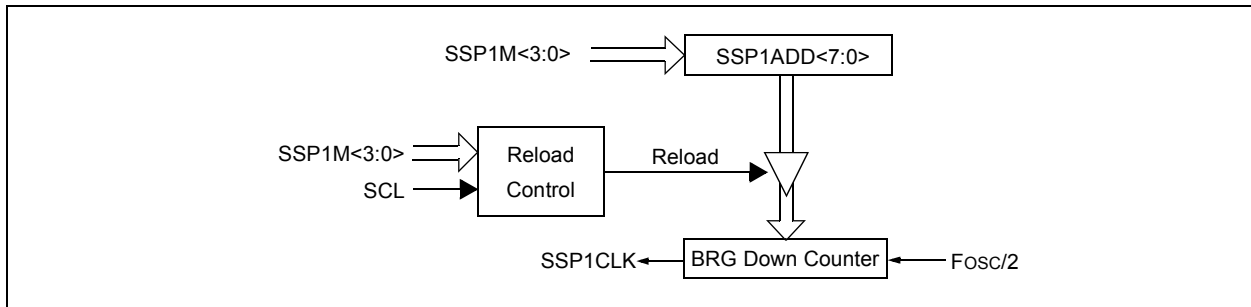 SSP1M<3:0>
SSP1ADD<7:0>
SSP1M<3:0>
SCL
Reload
Control
Reload
SSP1CLK
BRG Down Counter
FOSC/2